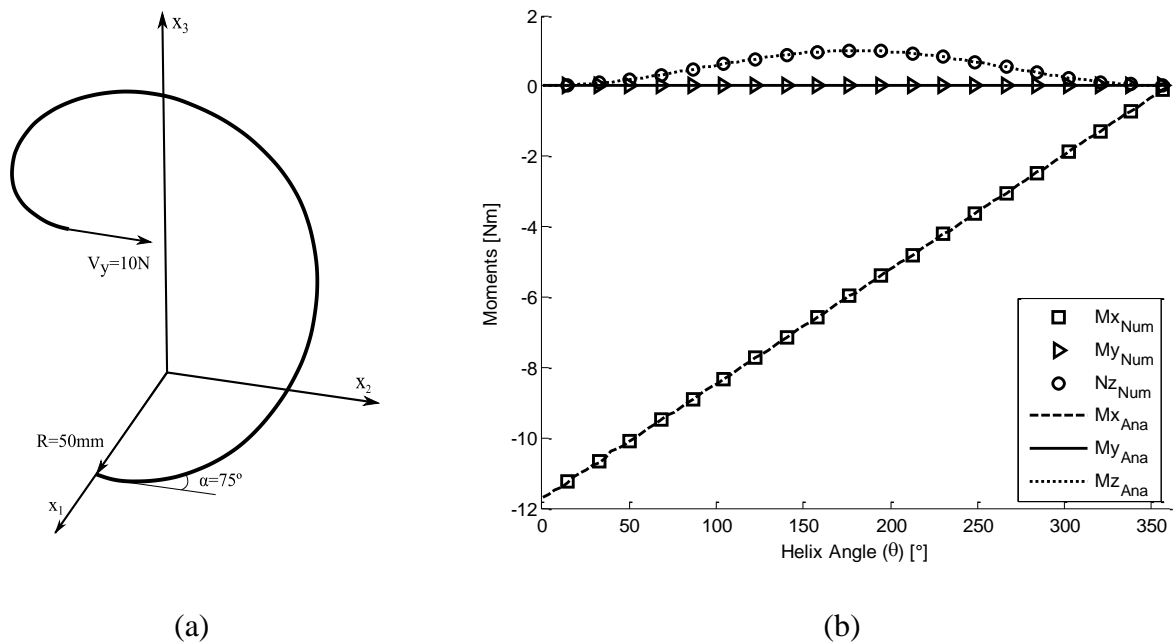 x3
Vy=10N
x2
R=50mm
α=75º
x1
(a)
2
0
-2
-4
-6
-8
-10
-12
Moments [Nm]
0
50
100
150
200
250
300
350
Helix Angle (θ) [°]
MxNum
MyNum
NzNum
MxAna
MyAna
MzAna
(b)